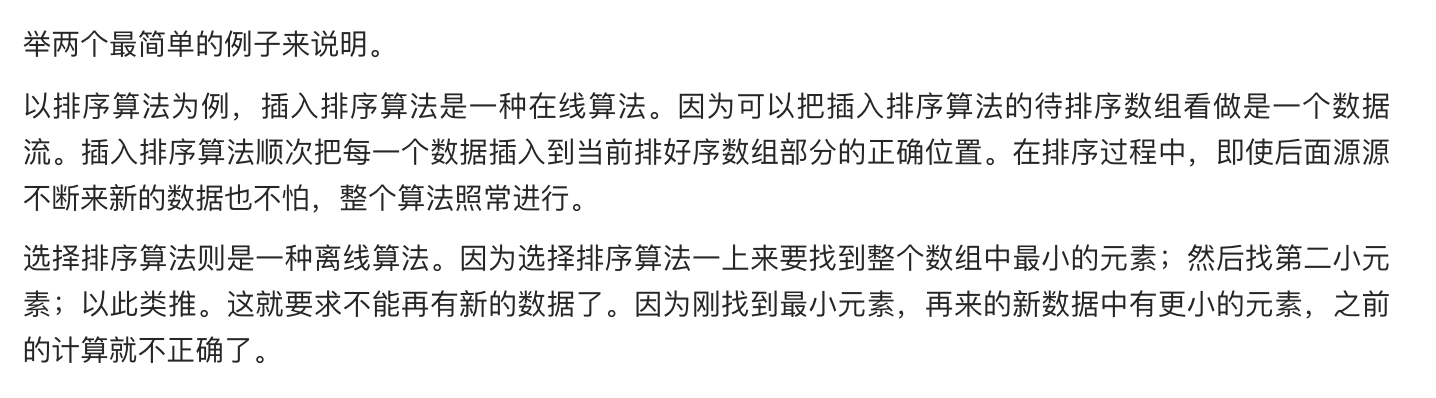 举两个最简单的例子来说明。
以排序算法为例，插入排序算法是一种在线算法。因为可以把插入排序算法的待排序数组看做是一个数据
流。插入排序算法顺次把每一个数据插入到当前排好序数组部分的正确位置。在排序过程中，即使后面源源
不断来新的数据也不怕，整个算法照常进行。
选择排序算法则是一种离线算法。因为选择排序算法一上来要找到整个数组中最小的元素；然后找第二小元
素；以此类推。这就要求不能再有新的数据了。因为刚找到最小元素，再来的新数据中有更小的元素，之前
的计算就不正确了。